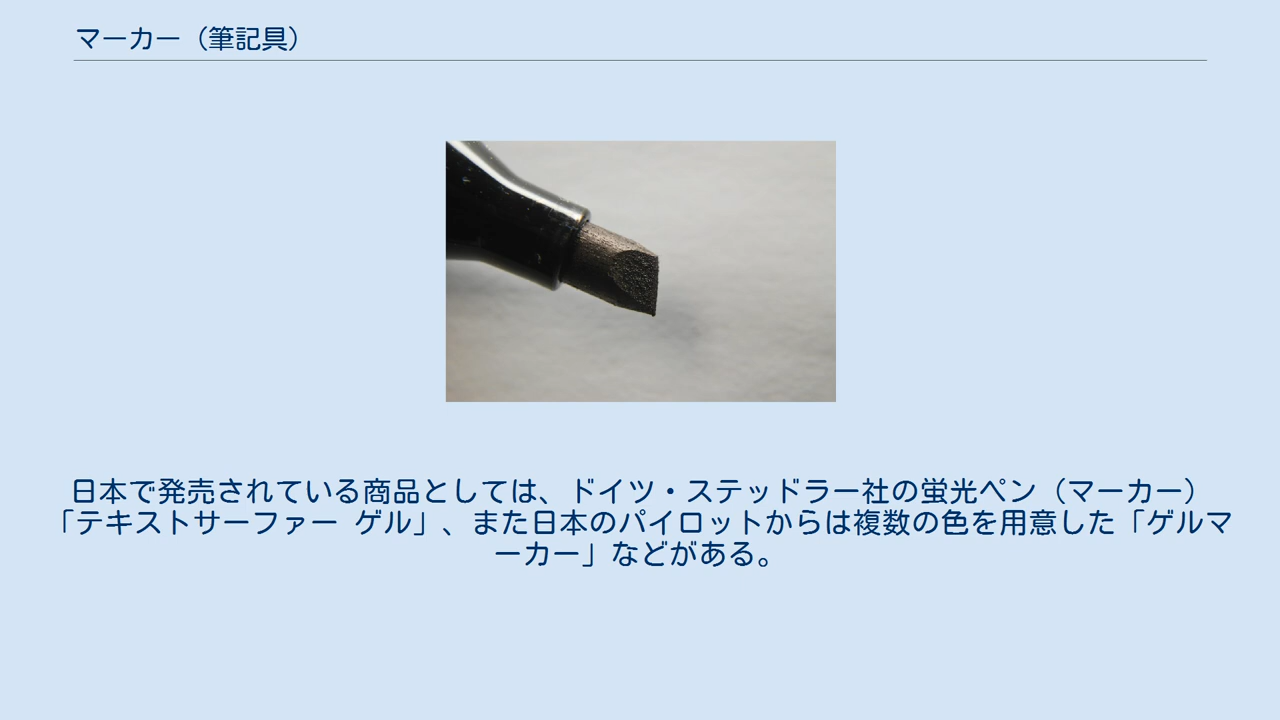 マーカー（筆記具）
日本で発売されている商品としては、ドイツ・ステッドラー社の蛍光ペン（マーカー）
「テキストサーファー ゲル」、また日本のパイロットからは複数の色を用意した「ゲルマ
ーカー」などがある。